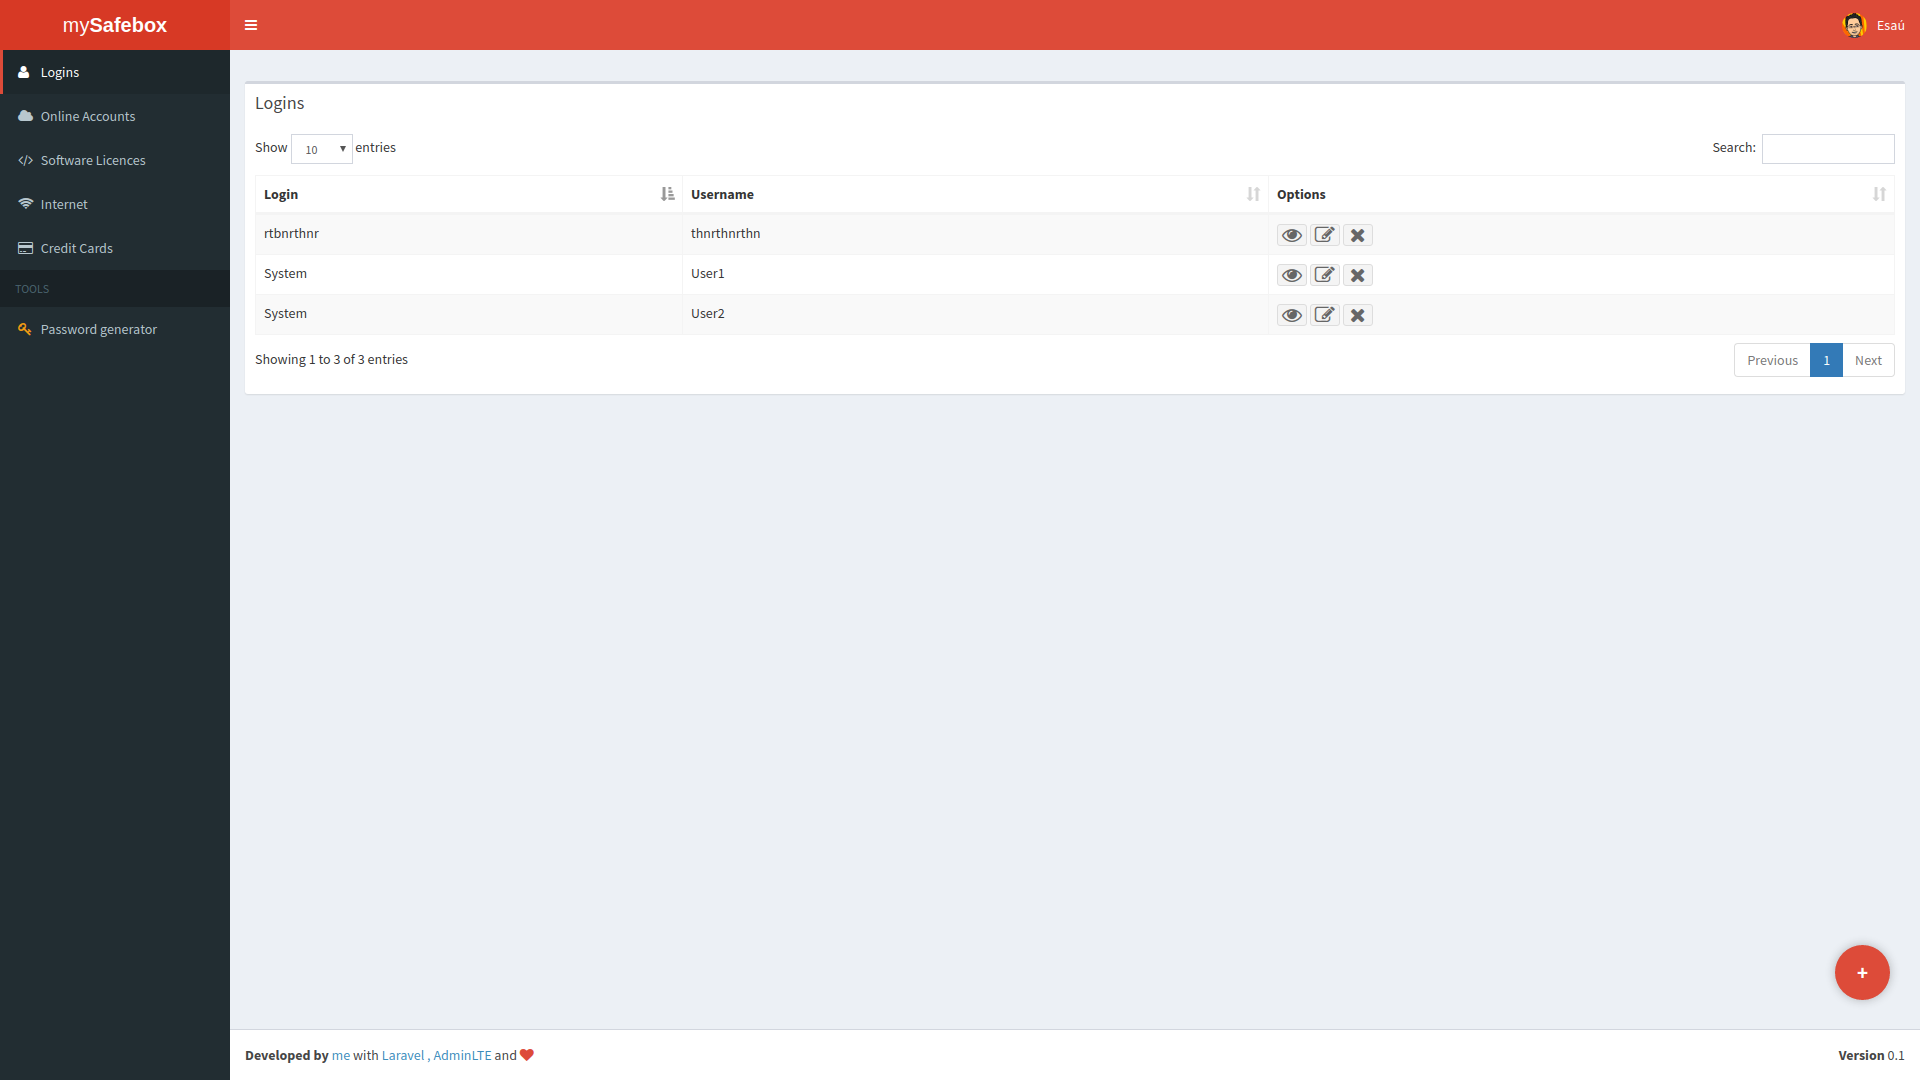 mySafebox
Esaú
Logins
Online Accounts
Software Licences
Internet
Credit Cards
TOOLS
Password generator
Logins
Show 10 entries
Search:
Login Username Options
rtbnrthnr thnrthnrthn
System User1
System User2
Showing 1 to 3 of 3 entries
Previous 1 Next
+
Developed by me with Laravel , AdminLTE and
Version 0.1